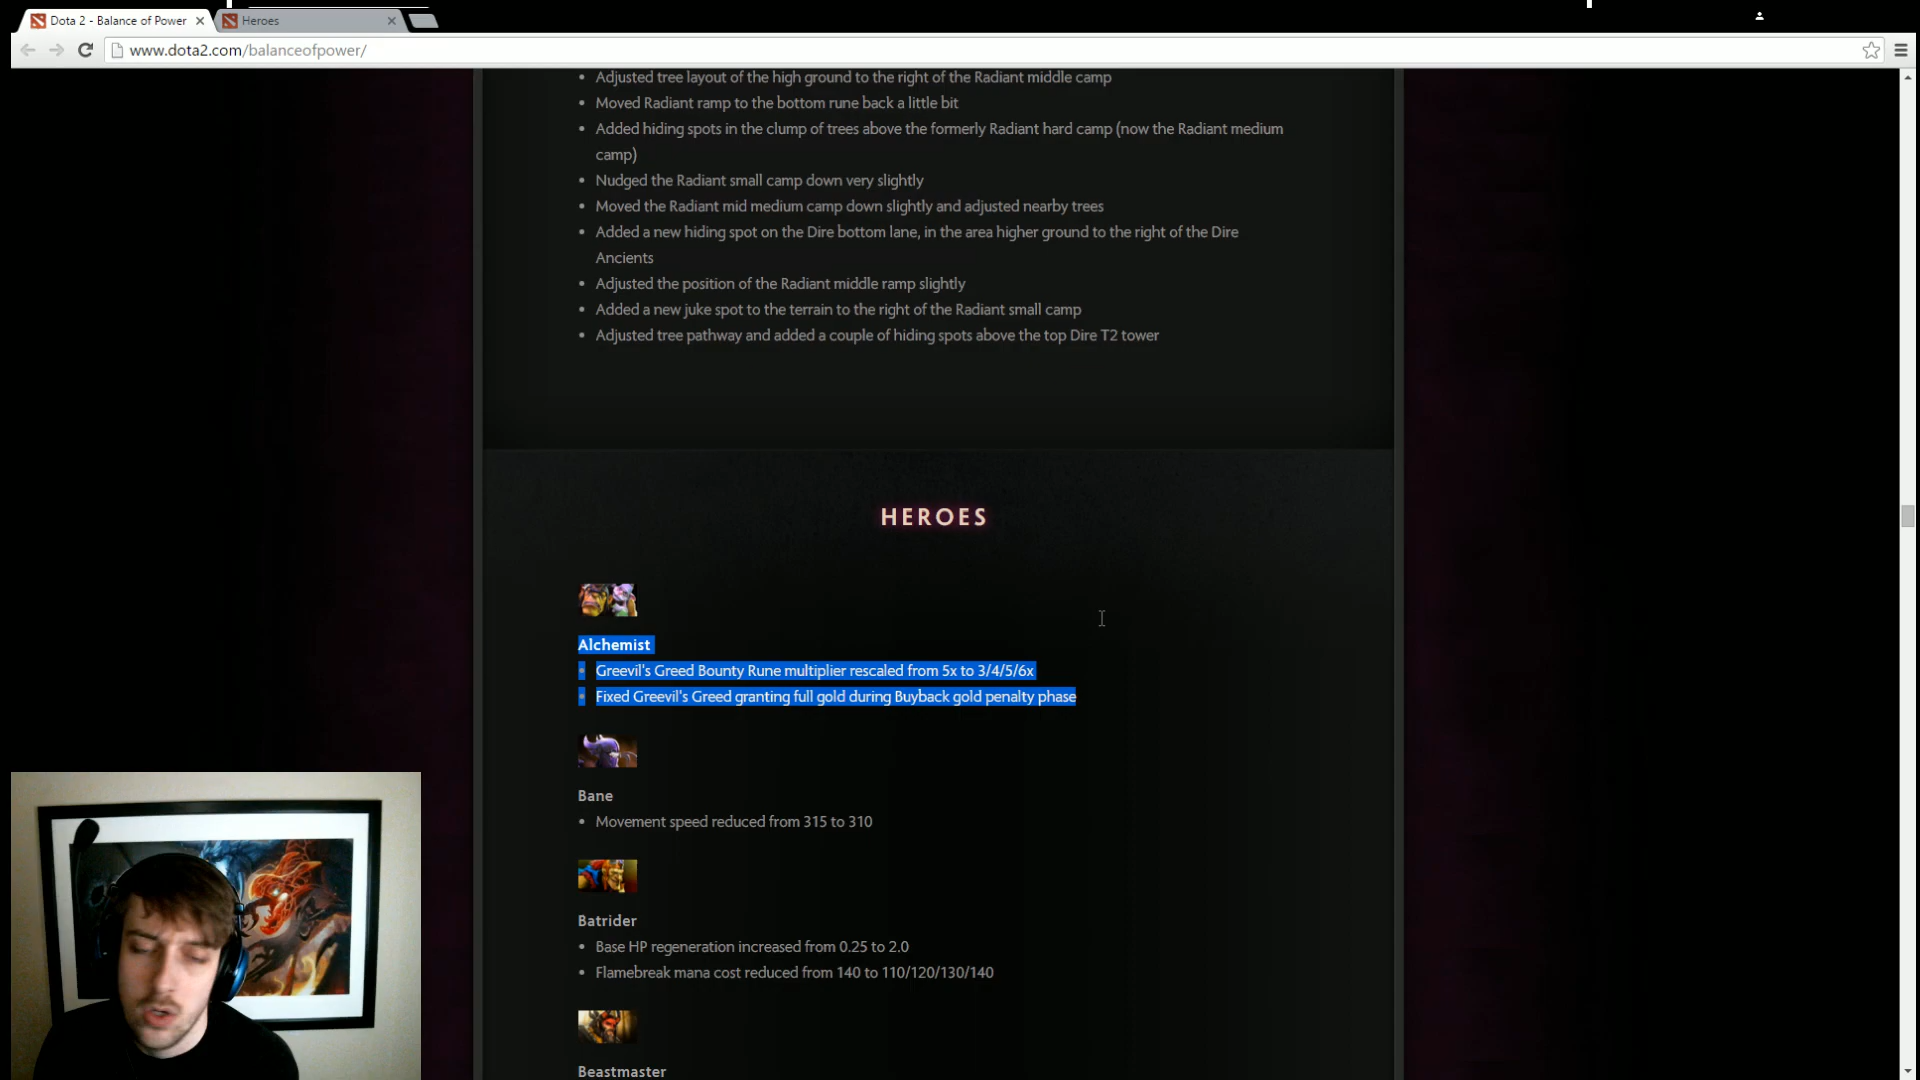 Dota 2 - Balance of Power
Heroes
www.dota2.com/balanceofpower/
• Adjusted tree layout of the high ground to the right of the Radiant middle camp
• Moved Radiant ramp to the bottom rune back a little bit
• Added hiding spots in the clump of trees above the formerly Radiant hard camp (now the Radiant medium
camp)
• Nudged the Radiant small camp down very slightly
• Moved the Radiant mid medium camp down slightly and adjusted nearby trees
• Added a new hiding spot on the Dire bottom lane, in the area higher ground to the right of the Dire
Ancients
• Adjusted the position of the Radiant middle ramp slightly
• Added a new juke spot to the terrain to the right of the Radiant small camp
• Adjusted tree pathway and added a couple of hiding spots above the top Dire T2 tower
HEROES
Alchemist
• Greevil's Greed Bounty Rune multiplier rescaled from 5x to 3/4/5/6x
• Fixed Greevil's Greed granting full gold during Buyback gold penalty phase
Bane
• Movement speed reduced from 315 to 310
Batrider
• Base HP regeneration increased from 0.25 to 2.0
• Flamebreak mana cost reduced from 140 to 110/120/130/140
Beastmaster